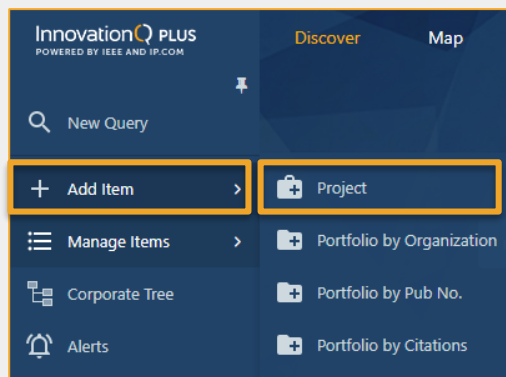 InnovationQ PLUS
POWERED BY IEEE AND IP.COM
Discover Map
New Query
Add Item
Project
Manage Items
Portfolio by Organization
Corporate Tree
Portfolio by Pub No.
Alerts
Portfolio by Citations